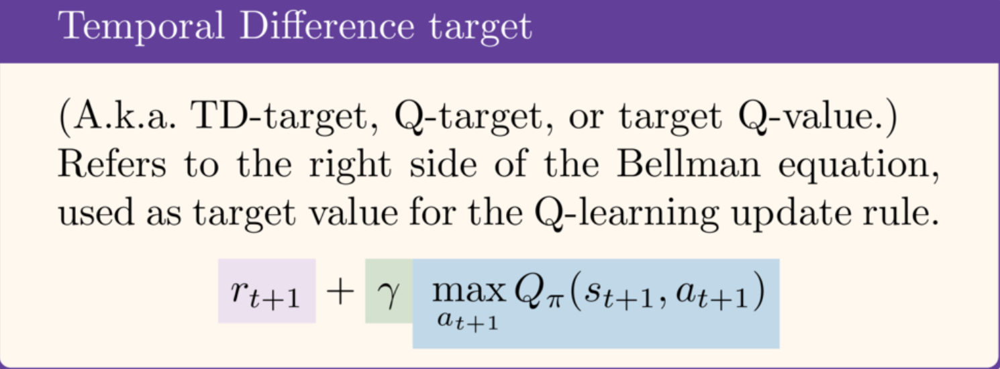 Temporal Difference target
(A.k.a. TD-target, Q-target, or target Q-value.)
Refers to the right side of the Bellman equation,
used as target value for the Q-learning update rule.
$r_{t+1} + \gamma \max_{a_{t+1}} Q_{\pi}(s_{t+1}, a_{t+1})$